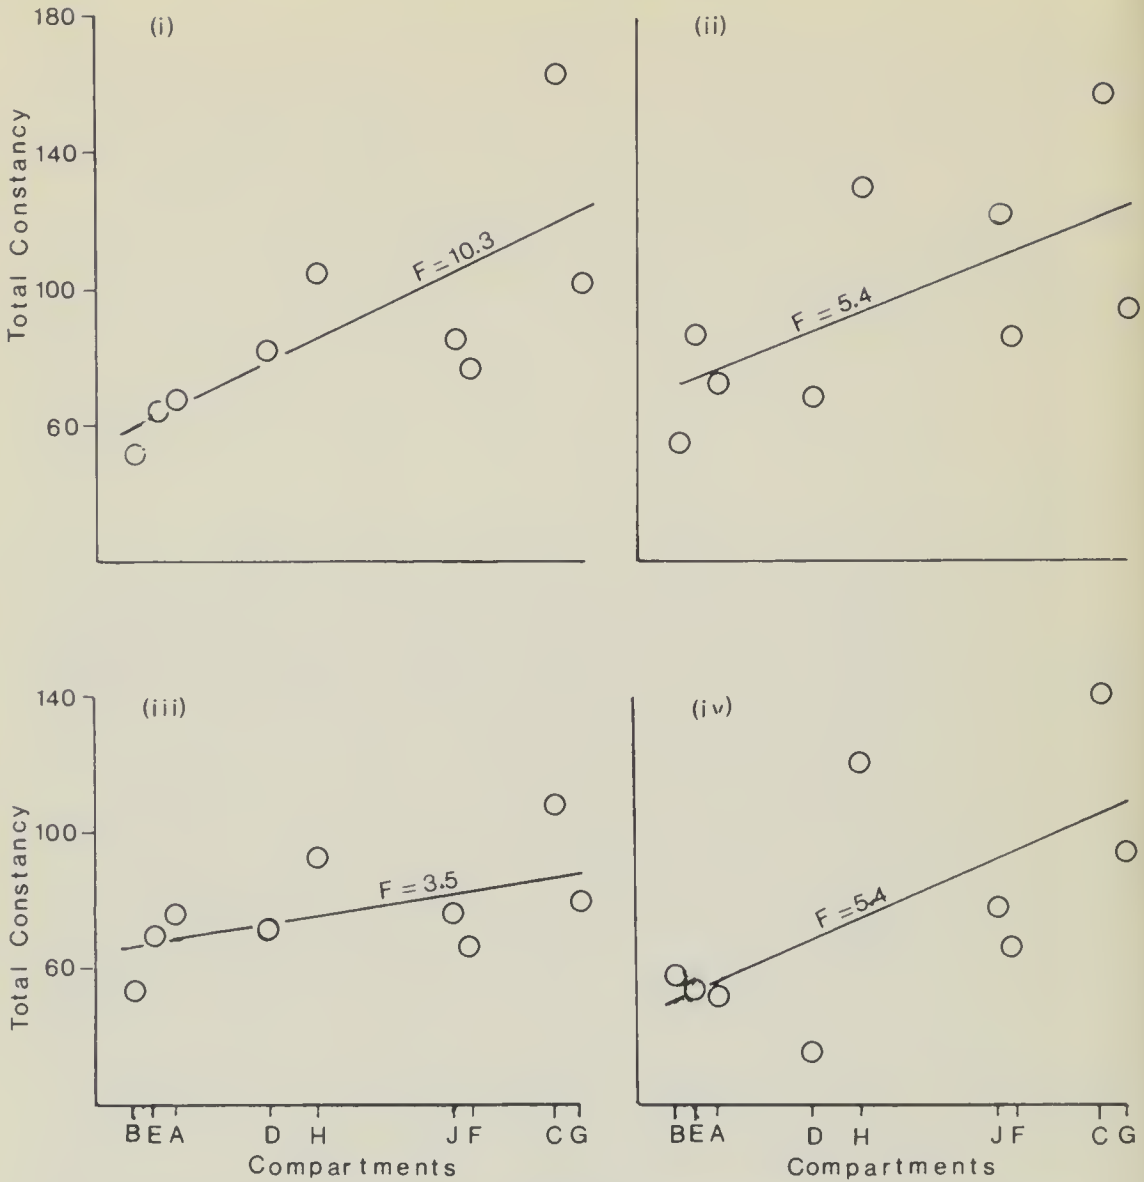 180
(i)
(ii)
140
100
60
Total Constancy
F = 10.3
F = 5.4
140
(iii)
(iv)
100
60
Total Constancy
F = 3.5
F = 5.4
B E A D H J F C G
B E A D H J F C G
Compartments
Compartments